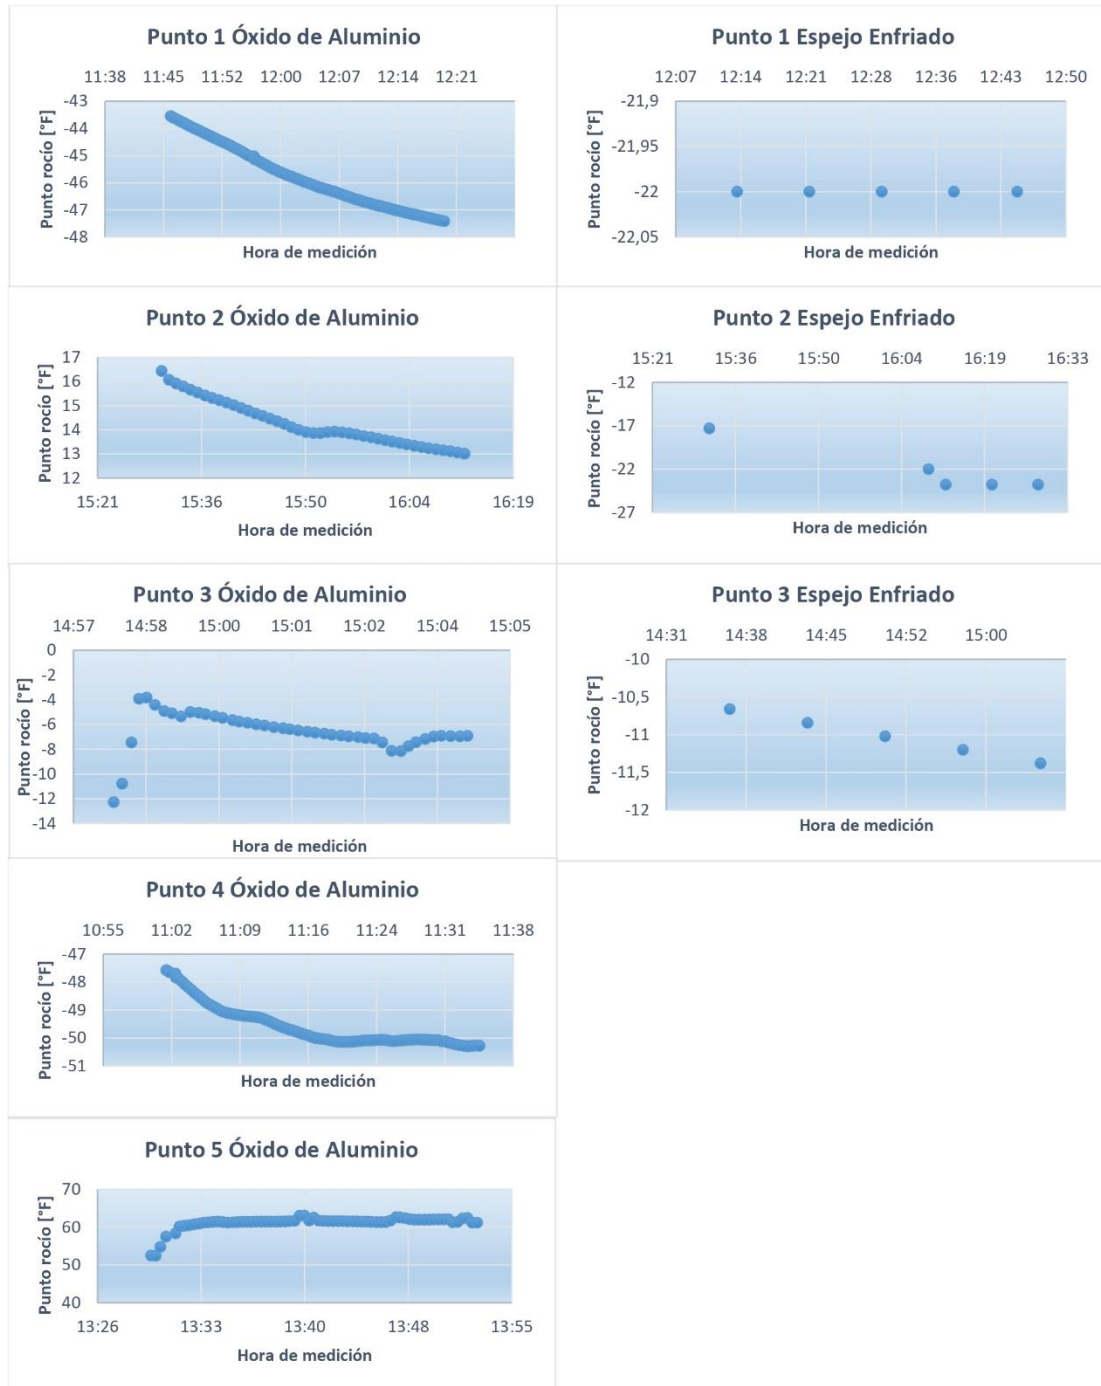 Punto 1 Óxido de Aluminio
11:38 11:45 11:52 12:00 12:07 12:14 12:21
-43
-44
-45
-46
-47
-48
Punto rocío [°F]
Hora de medición
Punto 1 Espejo Enfriado
12:07 12:14 12:21 12:28 12:36 12:43 12:50
-21,9
-21,95
-22
-22,05
Punto rocío [°F]
Hora de medición
Punto 2 Óxido de Aluminio
17
16
15
14
13
12
Punto rocío [°F]
15:21 15:36 15:50 16:04 16:19
Hora de medición
Punto 2 Espejo Enfriado
15:21 15:36 15:50 16:04 16:19 16:33
-12
-17
-22
-27
Punto rocío [°F]
Hora de medición
Punto 3 Óxido de Aluminio
14:57 14:58 15:00 15:01 15:02 15:04 15:05
0
-2
-4
-6
-8
-10
-12
-14
Punto rocío [°F]
Hora de medición
Punto 3 Espejo Enfriado
14:31 14:38 14:45 14:52 15:00
-10
-10,5
-11
-11,5
-12
Punto rocío [°F]
Hora de medición
Punto 4 Óxido de Aluminio
10:55 11:02 11:09 11:16 11:24 11:31 11:38
-47
-48
-49
-50
-51
Punto rocío [°F]
Hora de medición
Punto 5 Óxido de Aluminio
70
60
50
40
Punto rocío [°F]
13:26 13:33 13:40 13:48 13:55
Hora de medición